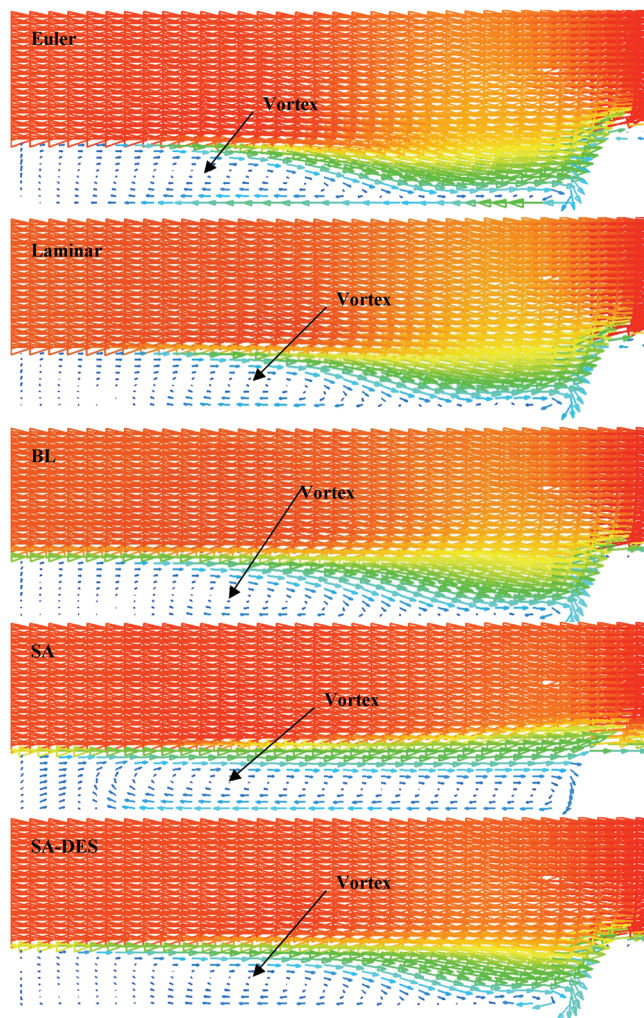 Euler
Vortex
Laminar
Vortex
BL
Vortex
SA
Vortex
SA-DES
Vortex